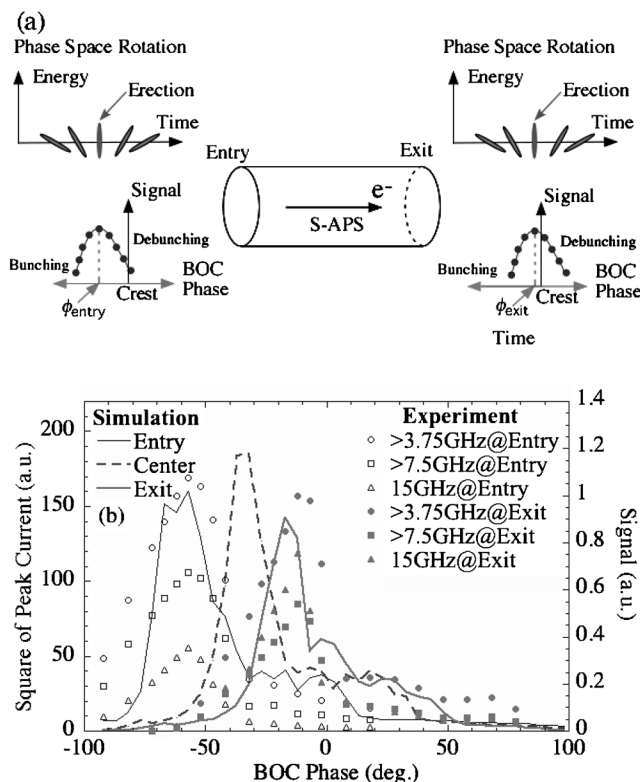 (a)
Phase Space Rotation
Phase Space Rotation
Energy
Erection
Time
Energy
Erection
Time
Entry
Exit
e-
S-APS
Signal
Debunching
Bunching
BOC
Phase
Crest
ϕentry
Signal
Debunching
Bunching
BOC
Phase
Crest
ϕexit
Time
(b)
Simulation
Entry
Center
Exit
Experiment
>3.75GHz@Entry
>7.5GHz@Entry
15GHz@Entry
>3.75GHz@Exit
>7.5GHz@Exit
15GHz@Exit
Square of Peak Current (a.u.)
200
150
100
50
0
Signal (a.u.)
1.4
1.2
1
0.8
0.6
0.4
0.2
0
-100 -50 0 50 100
BOC Phase (deg.)